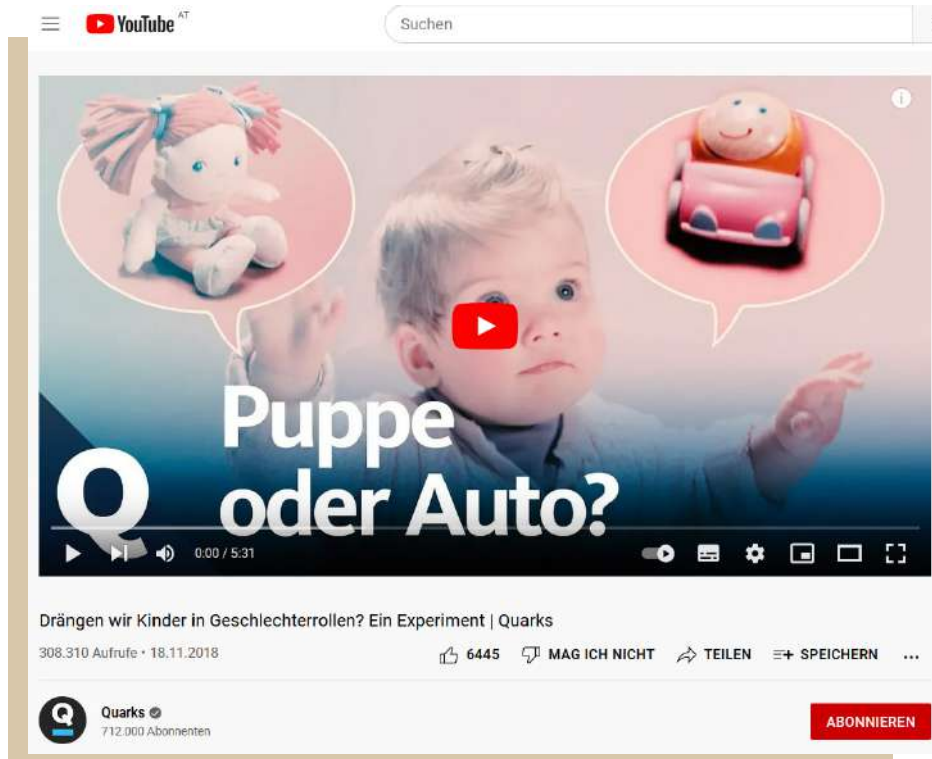 YouTube AT
Suchen
Puppe
oder Auto?
Q
0:00 / 5:31
Drängen wir Kinder in Geschlechterrollen? Ein Experiment | Quarks
308.310 Aufrufe • 18.11.2018 6445 MAG ICH NICHT TEILEN SPEICHERN ...
Q Quarks
712.000 Abonnenten
ABONNIEREN